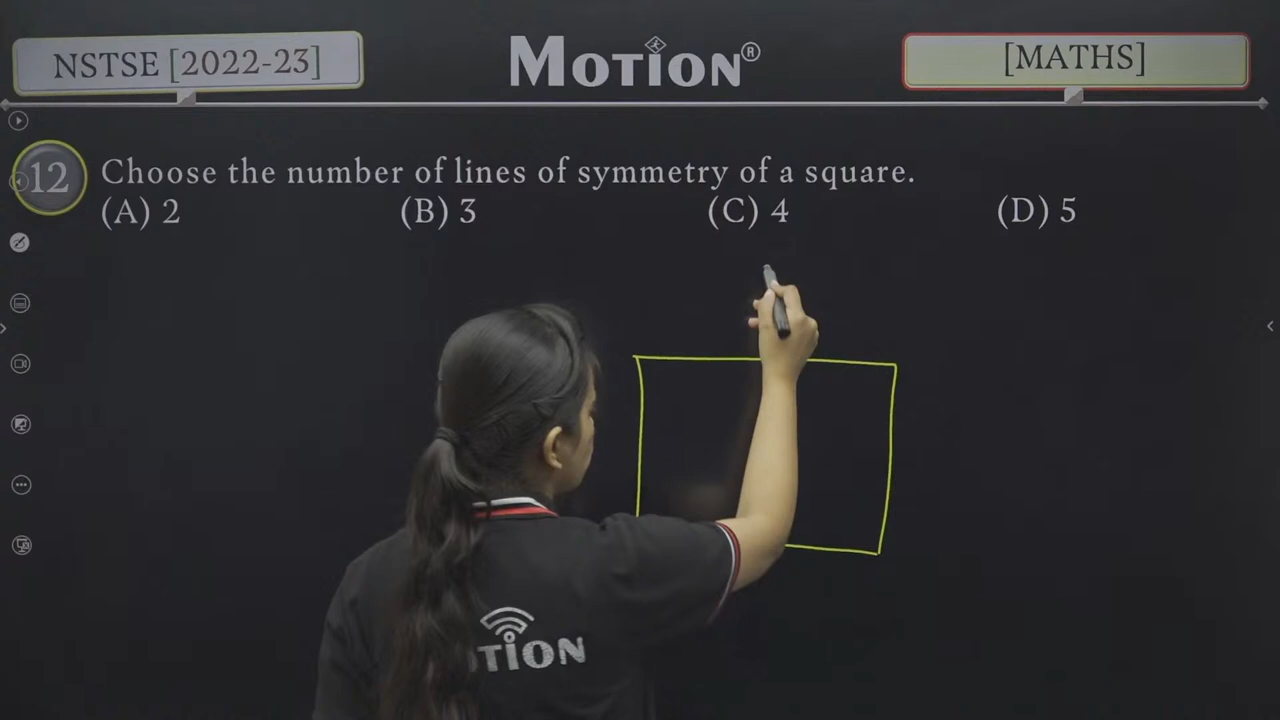 NSTSE [2022-23]
MOTION®
[MATHS]
12 Choose the number of lines of symmetry of a square.
(A) 2 (B) 3 (C) 4 (D) 5
OTION